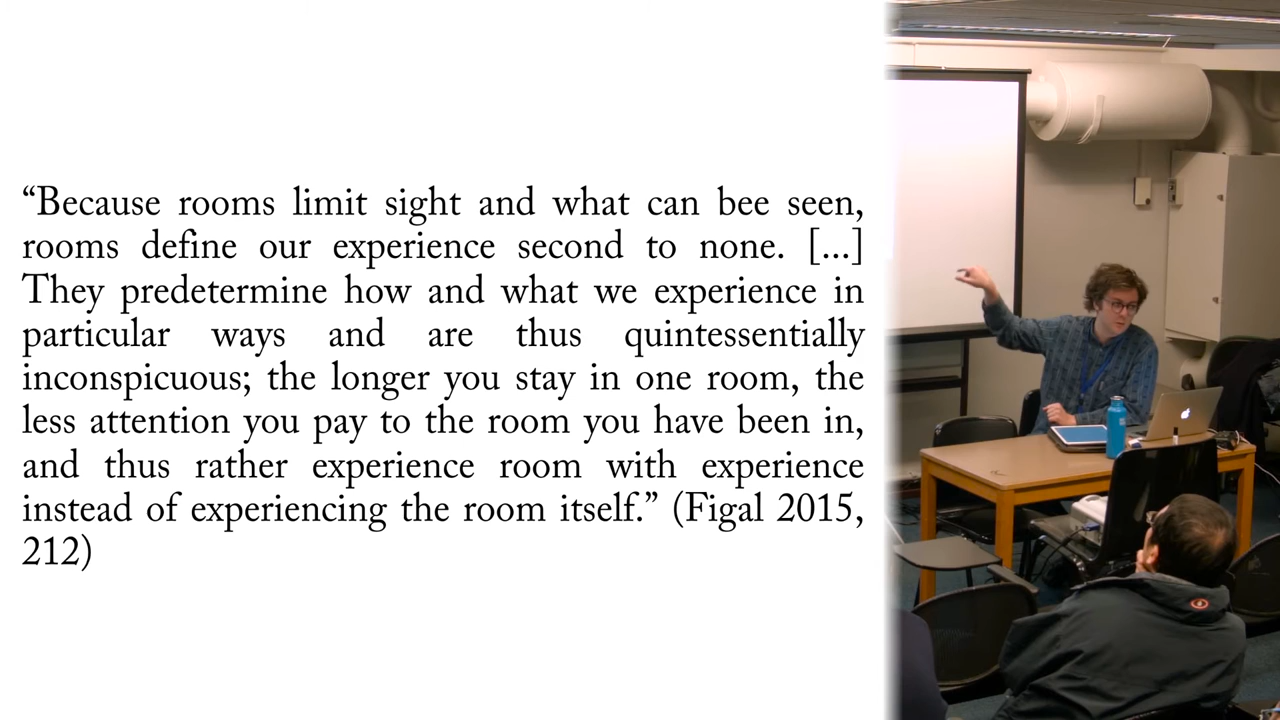 “Because rooms limit sight and what can bee seen,
rooms define our experience second to none. [...]
They predetermine how and what we experience in
particular ways and are thus quintessentially
inconspicuous; the longer you stay in one room, the
less attention you pay to the room you have been in,
and thus rather experience room with experience
instead of experiencing the room itself.” (Figal 2015,
212)